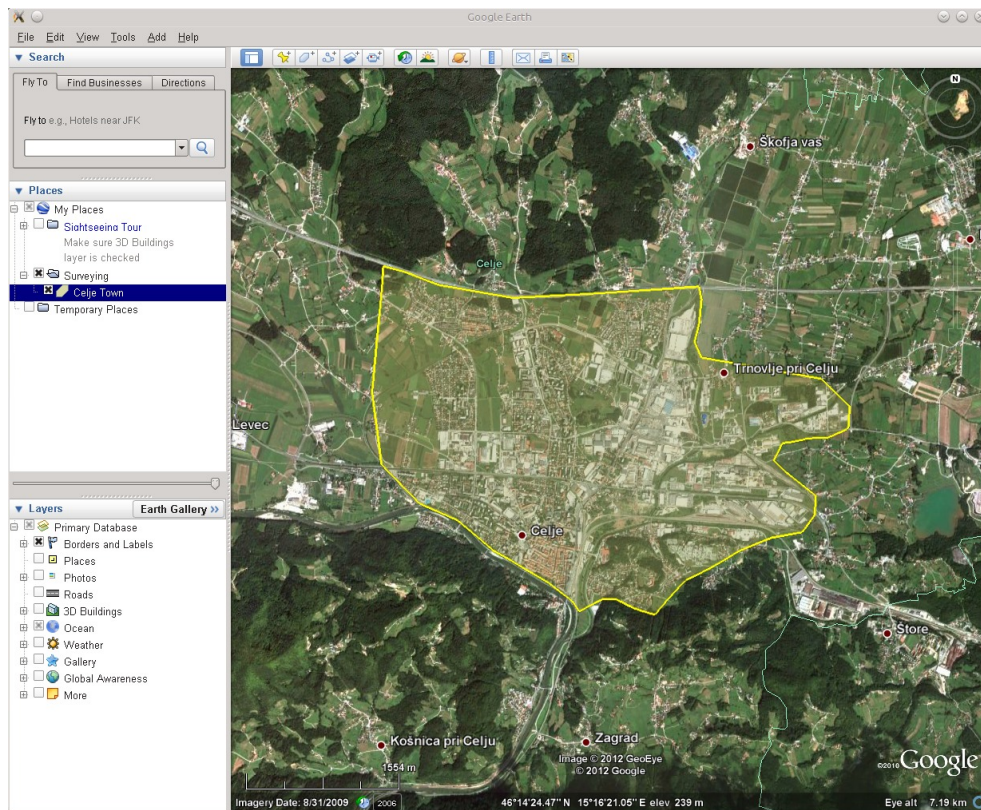 Google Earth
File Edit View Tools Add Help
Search
Fly To Find Businesses Directions
Fly to e.g., Hotels near JFK
Places
My Places
Sightseeing Tour
Make sure 3D Buildings
layer is checked
Surveying
Celje Town
Temporary Places
Layers Earth Gallery »
Primary Database
Borders and Labels
Places
Photos
Roads
3D Buildings
Ocean
Weather
Gallery
Global Awareness
More
N
Škofja vas
Celje
Trnovlje pri Celju
Levec
Celje
Štore
Košnica pri Celju
Zagrad
1554 m
Image © 2012 GeoEye
© 2012 Google
©2010 Google
Imagery Date: 8/31/2009 2006 46°14'24.47" N 15°16'21.05" E elev 239 m Eye alt 7.19 km